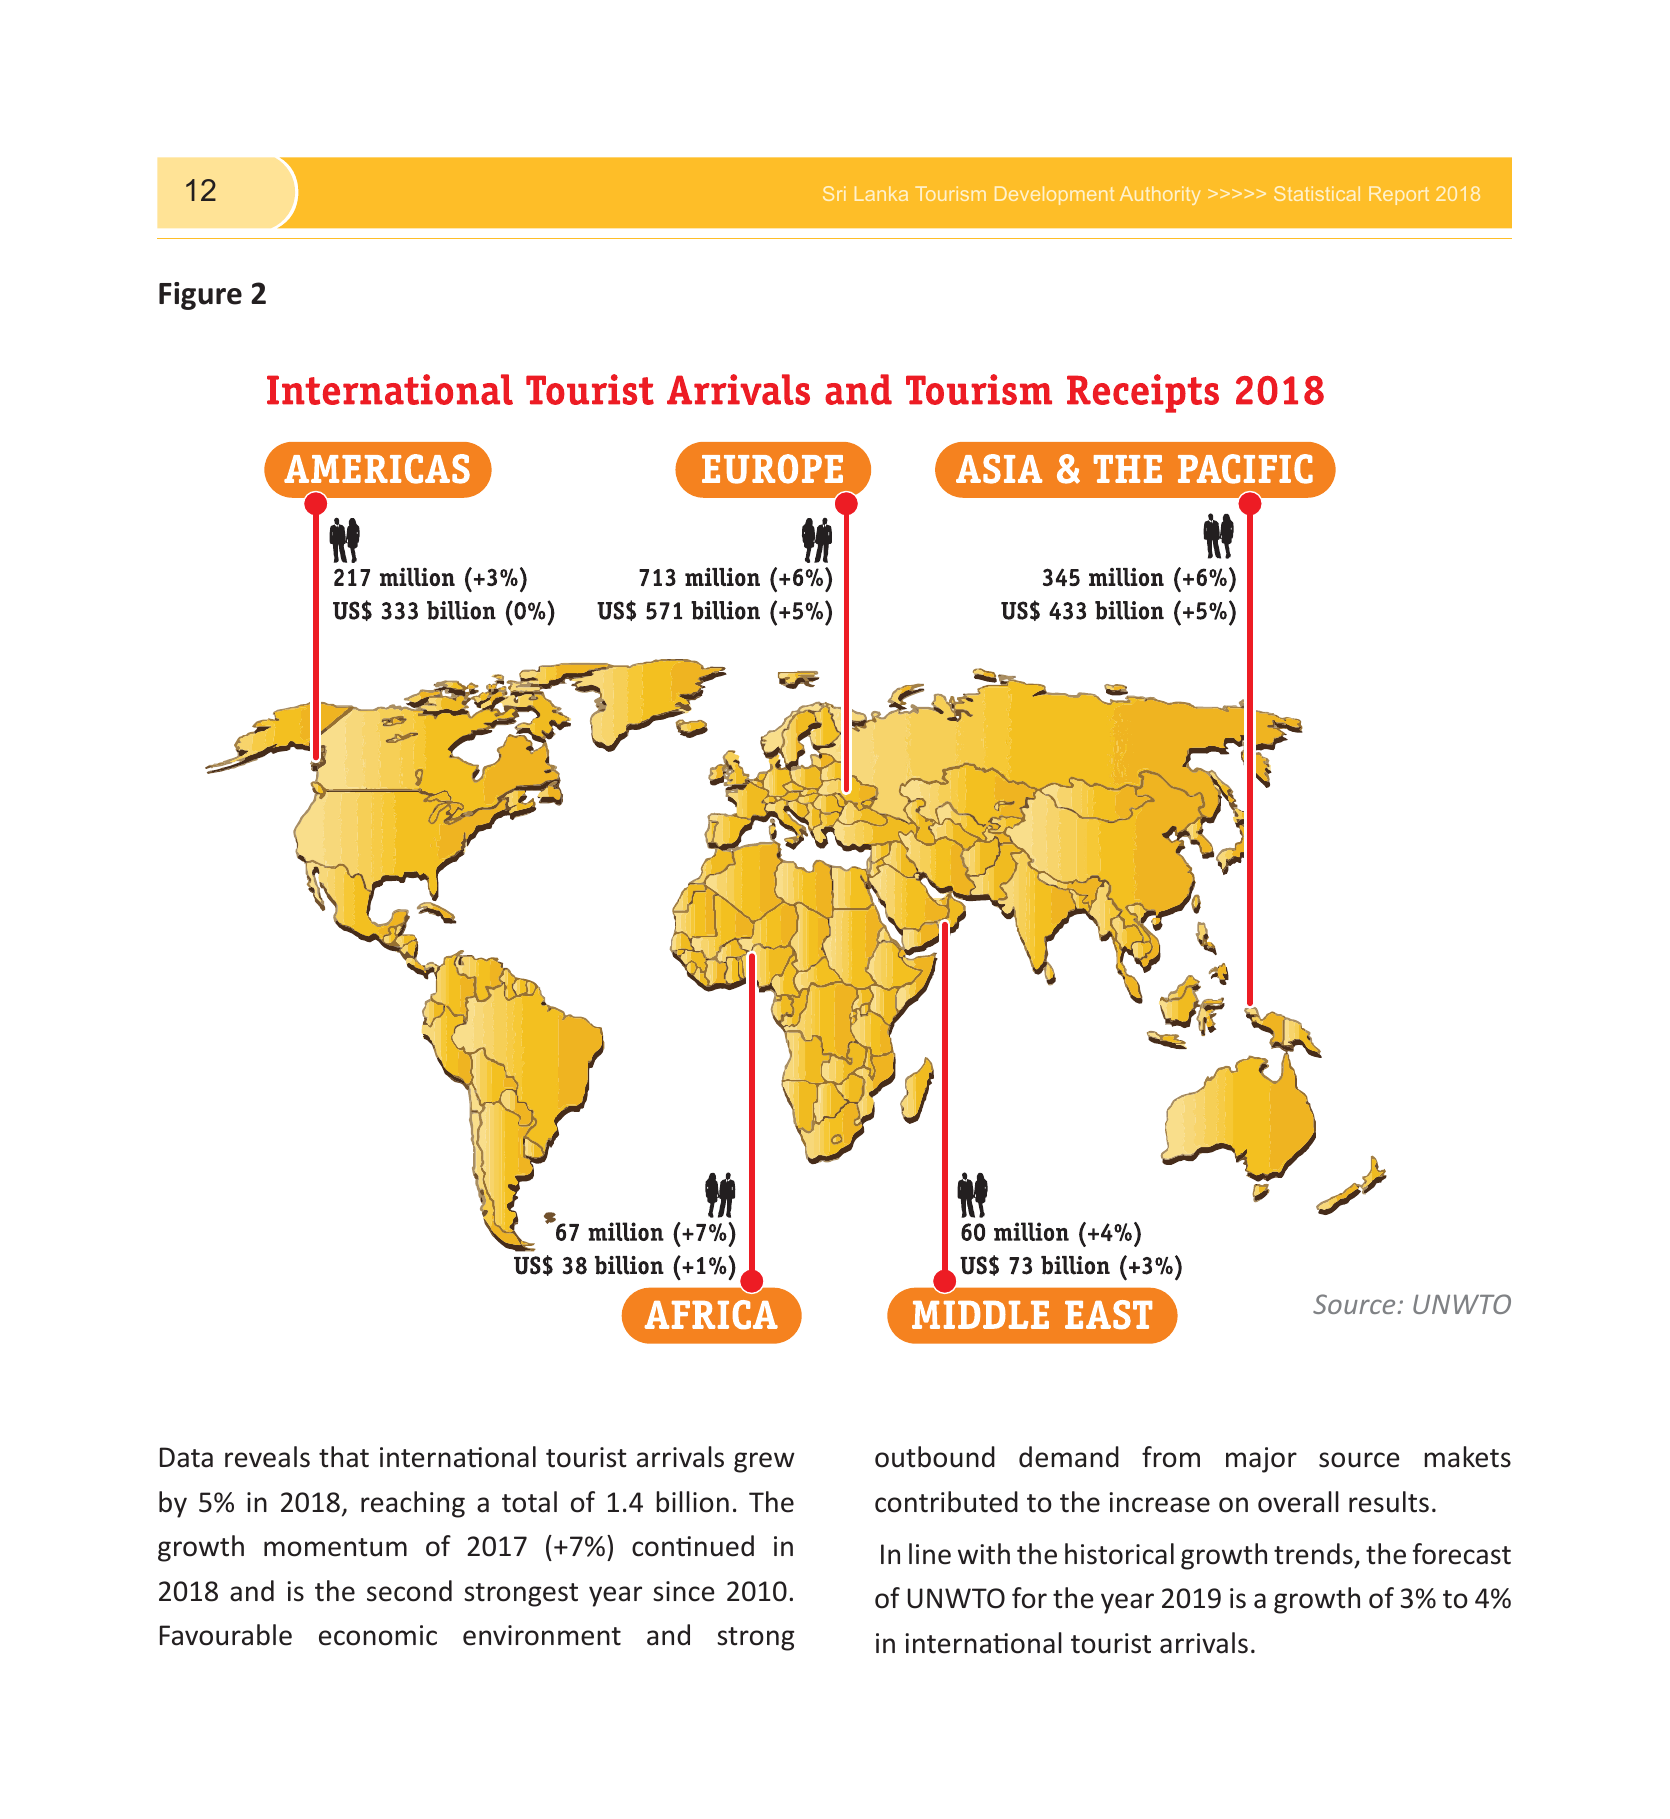 12
Sri Lanka Tourism Development Authority >>>>> Statistical Report 2018
Figure 2
International Tourist Arrivals and Tourism Receipts 2018
AMERICAS
217 million (+3%)
US$ 333 billion (0%)
EUROPE
713 million (+6%)
US$ 571 billion (+5%)
ASIA & THE PACIFIC
345 million (+6%)
US$ 433 billion (+5%)
67 million (+7%)
US$ 38 billion (+1%)
AFRICA
60 million (+4%)
US$ 73 billion (+3%)
MIDDLE EAST
Source: UNWTO
Data reveals that international tourist arrivals grew
by 5% in 2018, reaching a total of 1.4 billion. The
growth momentum of 2017 (+7%) continued in
2018 and is the second strongest year since 2010.
Favourable economic environment and strong
outbound demand from major source makets
contributed to the increase on overall results.
In line with the historical growth trends, the forecast
of UNWTO for the year 2019 is a growth of 3% to 4%
in international tourist arrivals.